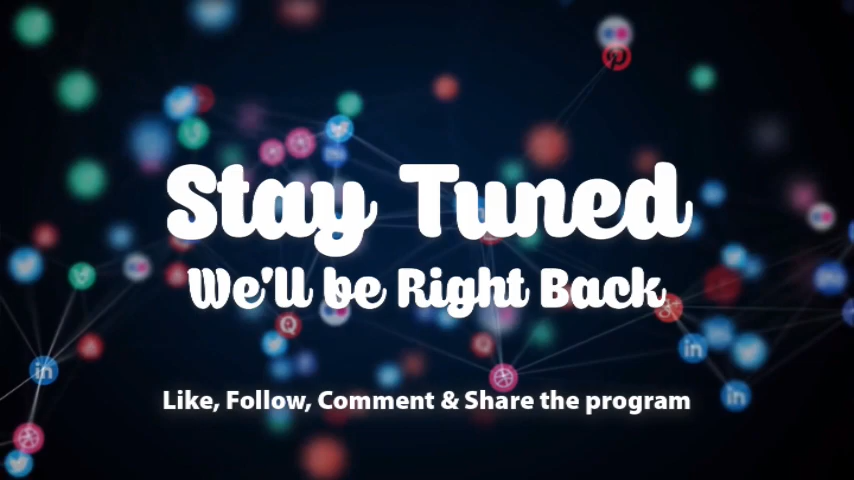 Stay Tuned
We'll be Right Back
Like, Follow, Comment & Share the program